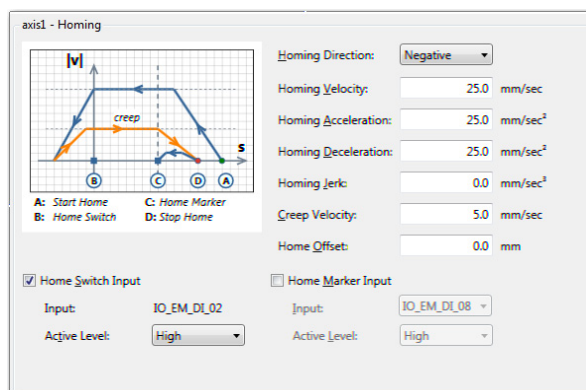 axis1 - Homing
|v|
creep
s
B
C
D
A
A: Start Home C: Home Marker
B: Home Switch D: Stop Home
Homing Direction: Negative
Homing Velocity: 25.0 mm/sec
Homing Acceleration: 25.0 mm/sec²
Homing Deceleration: 25.0 mm/sec²
Homing Jerk: 0.0 mm/sec³
Creep Velocity: 5.0 mm/sec
Home Offset: 0.0 mm
Home Switch Input
Input: IO_EM_DI_02
Active Level: High
Home Marker Input
Input: IO_EM_DI_08
Active Level: High